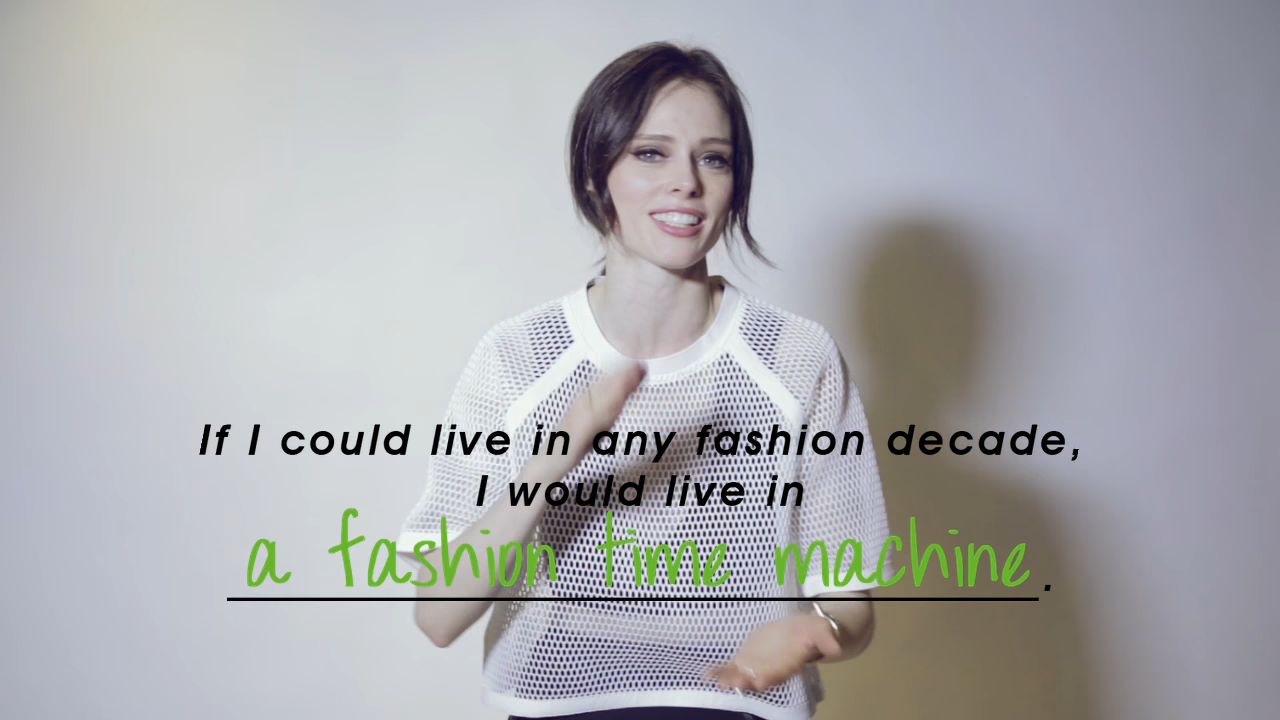 If I could live in any fashion decade,
I would live in
a fashion time machine.